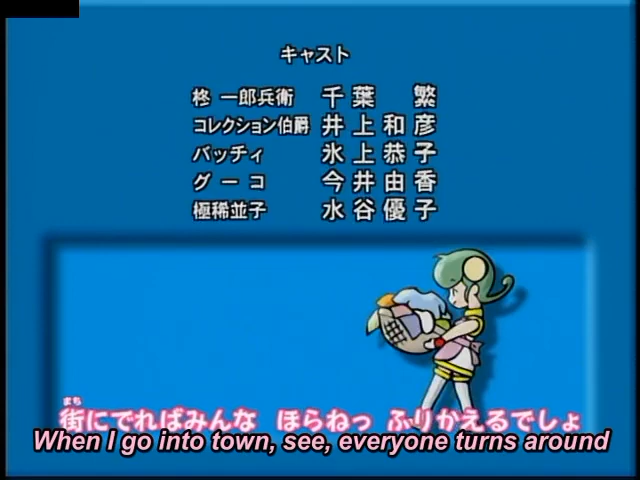 キャスト
柊 一郎兵衛 千葉 繁
コレクション伯爵 井上和彦
バッチィ 氷上恭子
グーコ 今井由香
極稀並子 水谷優子
まち
街にでればみんな ほらねっ ふりかえるでしょ
When I go into town, see, everyone turns around